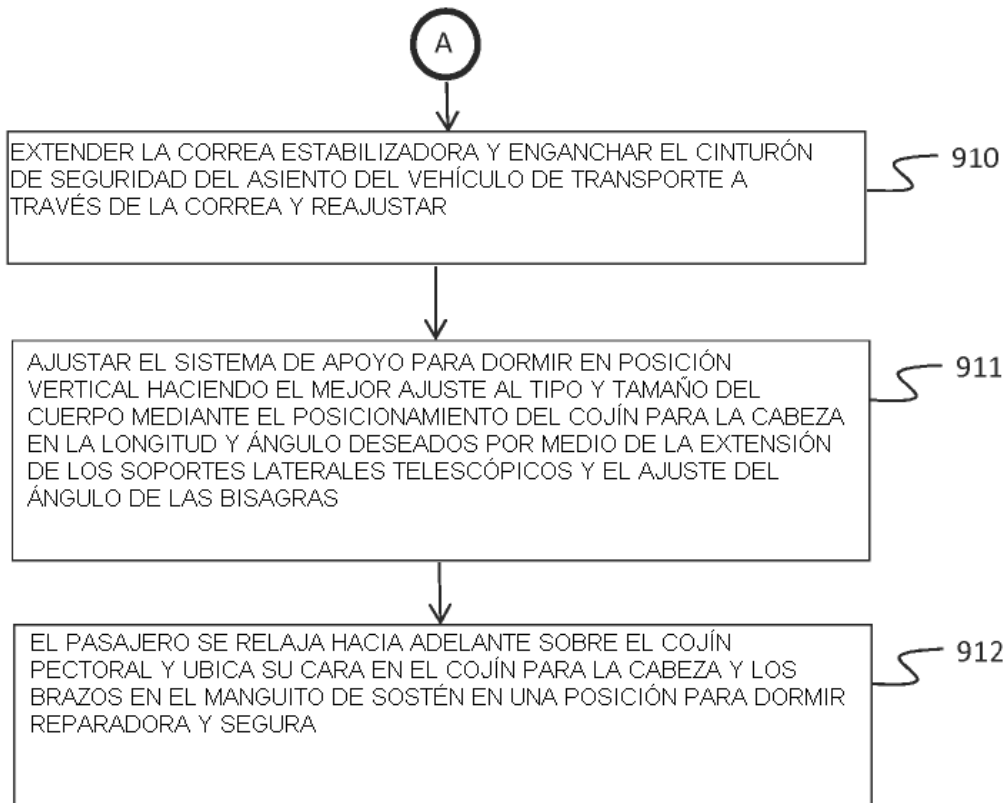 A
EXTENDER LA CORREA ESTABILIZADORA Y ENGANCHAR EL CINTURÓN
DE SEGURIDAD DEL ASIENTO DEL VEHÍCULO DE TRANSPORTE A
TRAVÉS DE LA CORREA Y REAJUSTAR
910
AJUSTAR EL SISTEMA DE APOYO PARA DORMIR EN POSICIÓN
VERTICAL HACIENDO EL MEJOR AJUSTE AL TIPO Y TAMAÑO DEL
CUERPO MEDIANTE EL POSICIONAMIENTO DEL COJÍN PARA LA CABEZA
EN LA LONGITUD Y ÁNGULO DESEADOS POR MEDIO DE LA EXTENSIÓN
DE LOS SOPORTES LATERALES TELESCÓPICOS Y EL AJUSTE DEL
ÁNGULO DE LAS BISAGRAS
911
EL PASAJERO SE RELAJA HACIA ADELANTE SOBRE EL COJÍN
PECTORAL Y UBICA SU CARA EN EL COJÍN PARA LA CABEZA Y LOS
BRAZOS EN EL MANGUITO DE SOSTÉN EN UNA POSICIÓN PARA DORMIR
REPARADORA Y SEGURA
912